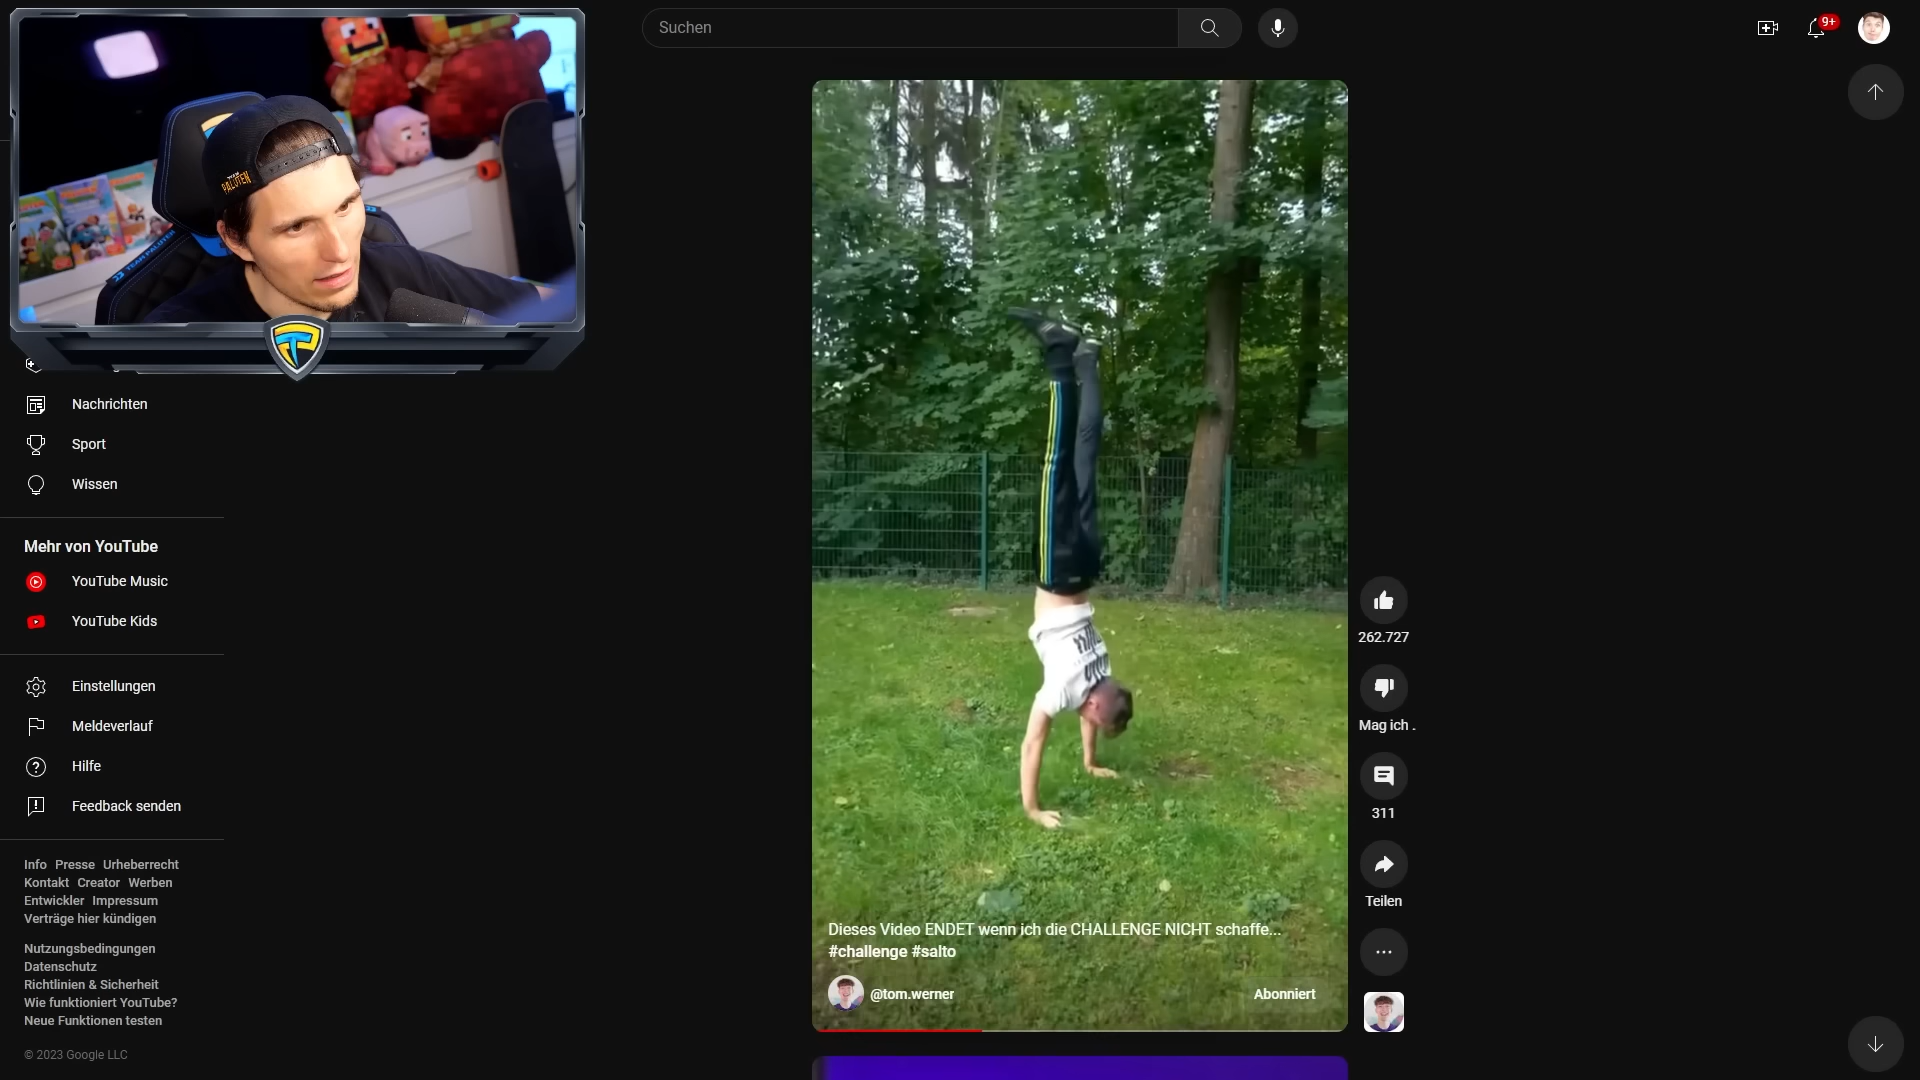 Suchen
9+
PALUTEN
TEAM PALUTEN
Nachrichten
Sport
Wissen
Mehr von YouTube
YouTube Music
YouTube Kids
Einstellungen
Meldeverlauf
Hilfe
Feedback senden
Info Presse Urheberrecht
Kontakt Creator Werben
Entwickler Impressum
Verträge hier kündigen
Nutzungsbedingungen
Datenschutz
Richtlinien & Sicherheit
Wie funktioniert YouTube?
Neue Funktionen testen
© 2023 Google LLC
Dieses Video ENDET wenn ich die CHALLENGE NICHT schaffe...
#challenge #salto
@tom.werner
Abonniert
262.727
Mag ich .
311
Teilen